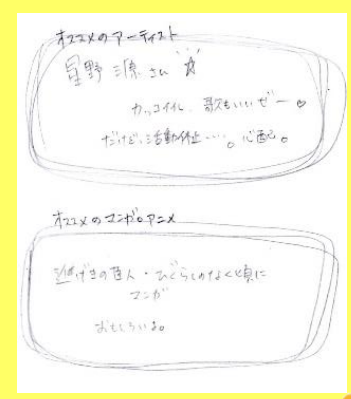 オススメのアーティスト
星野源さん☆
カッコイイし、歌もいいぜー♡
だけど、活動休止…。心配。
オススメのマンガ・アニメ
進げきの巨人・ひぐらしのなく頃に
マンガ
おもしろいよ。